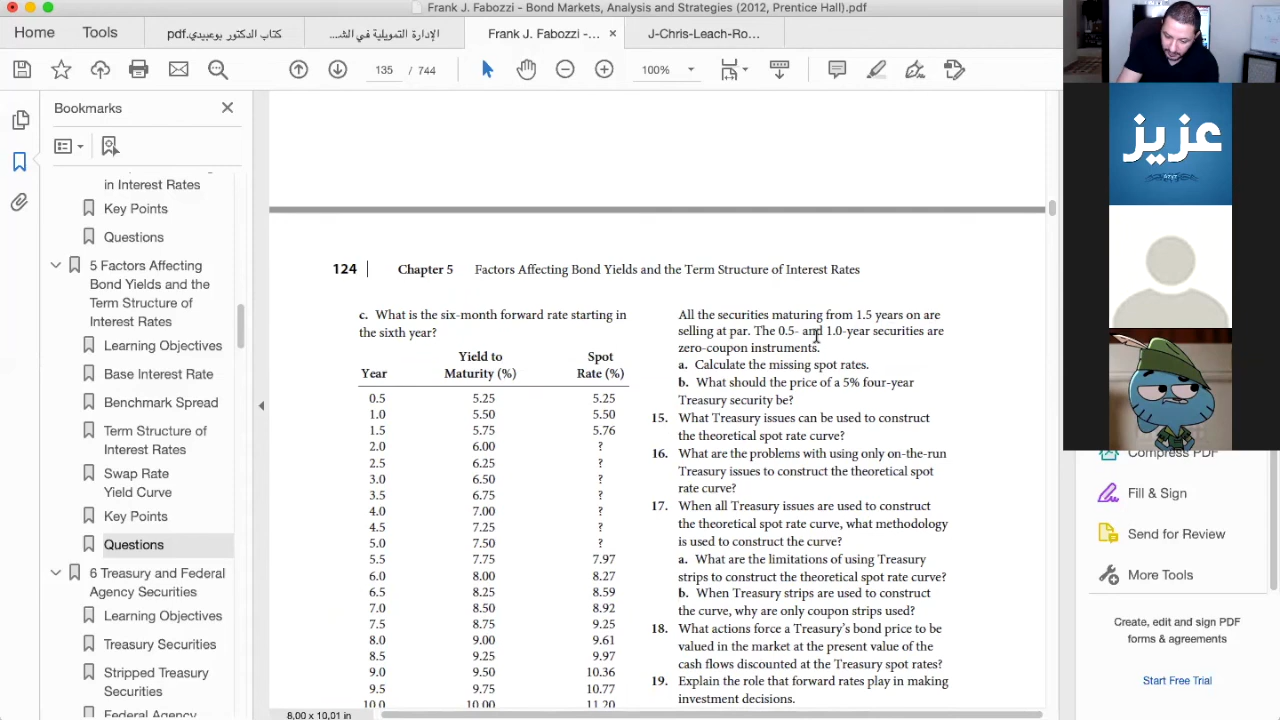 Frank J. Fabozzi - Bond Markets, Analysis and Strategies (2012, Prentice Hall).pdf
Home
Tools
كتاب الدكتور بوعبيدي.pdf
الإدارة التمويلية في الش...
Frank J. Fabozzi -...
J-Chris-Leach-Ro...
135 / 744
100%
Bookmarks
in Interest Rates
Key Points
Questions
5 Factors Affecting
Bond Yields and the
Term Structure of
Interest Rates
Learning Objectives
Base Interest Rate
Benchmark Spread
Term Structure of
Interest Rates
Swap Rate
Yield Curve
Key Points
Questions
6 Treasury and Federal
Agency Securities
Learning Objectives
Treasury Securities
Stripped Treasury
Securities
Federal Agency
124 Chapter 5 Factors Affecting Bond Yields and the Term Structure of Interest Rates
c. What is the six-month forward rate starting in
the sixth year?
Yield to Spot
Year Maturity (%) Rate (%)
0.5 5.25 5.25
1.0 5.50 5.50
1.5 5.75 5.76
2.0 6.00 ?
2.5 6.25 ?
3.0 6.50 ?
3.5 6.75 ?
4.0 7.00 ?
4.5 7.25 ?
5.0 7.50 ?
5.5 7.75 7.97
6.0 8.00 8.27
6.5 8.25 8.59
7.0 8.50 8.92
7.5 8.75 9.25
8.0 9.00 9.61
8.5 9.25 9.97
9.0 9.50 10.36
9.5 9.75 10.77
10.0 10.00 11.20
All the securities maturing from 1.5 years on are
selling at par. The 0.5- and 1.0-year securities are
zero-coupon instruments.
a. Calculate the missing spot rates.
b. What should the price of a 5% four-year
Treasury security be?
15. What Treasury issues can be used to construct
the theoretical spot rate curve?
16. What are the problems with using only on-the-run
Treasury issues to construct the theoretical spot
rate curve?
17. When all Treasury issues are used to construct
the theoretical spot rate curve, what methodology
is used to construct the curve?
a. What are the limitations of using Treasury
strips to construct the theoretical spot rate curve?
b. When Treasury strips are used to construct
the curve, why are only coupon strips used?
18. What actions force a Treasury's bond price to be
valued in the market at the present value of the
cash flows discounted at the Treasury spot rates?
19. Explain the role that forward rates play in making
investment decisions.
8,00 x 10,01 in
عزيز
Compress PDF
Fill & Sign
Send for Review
More Tools
Create, edit and sign PDF
forms & agreements
Start Free Trial